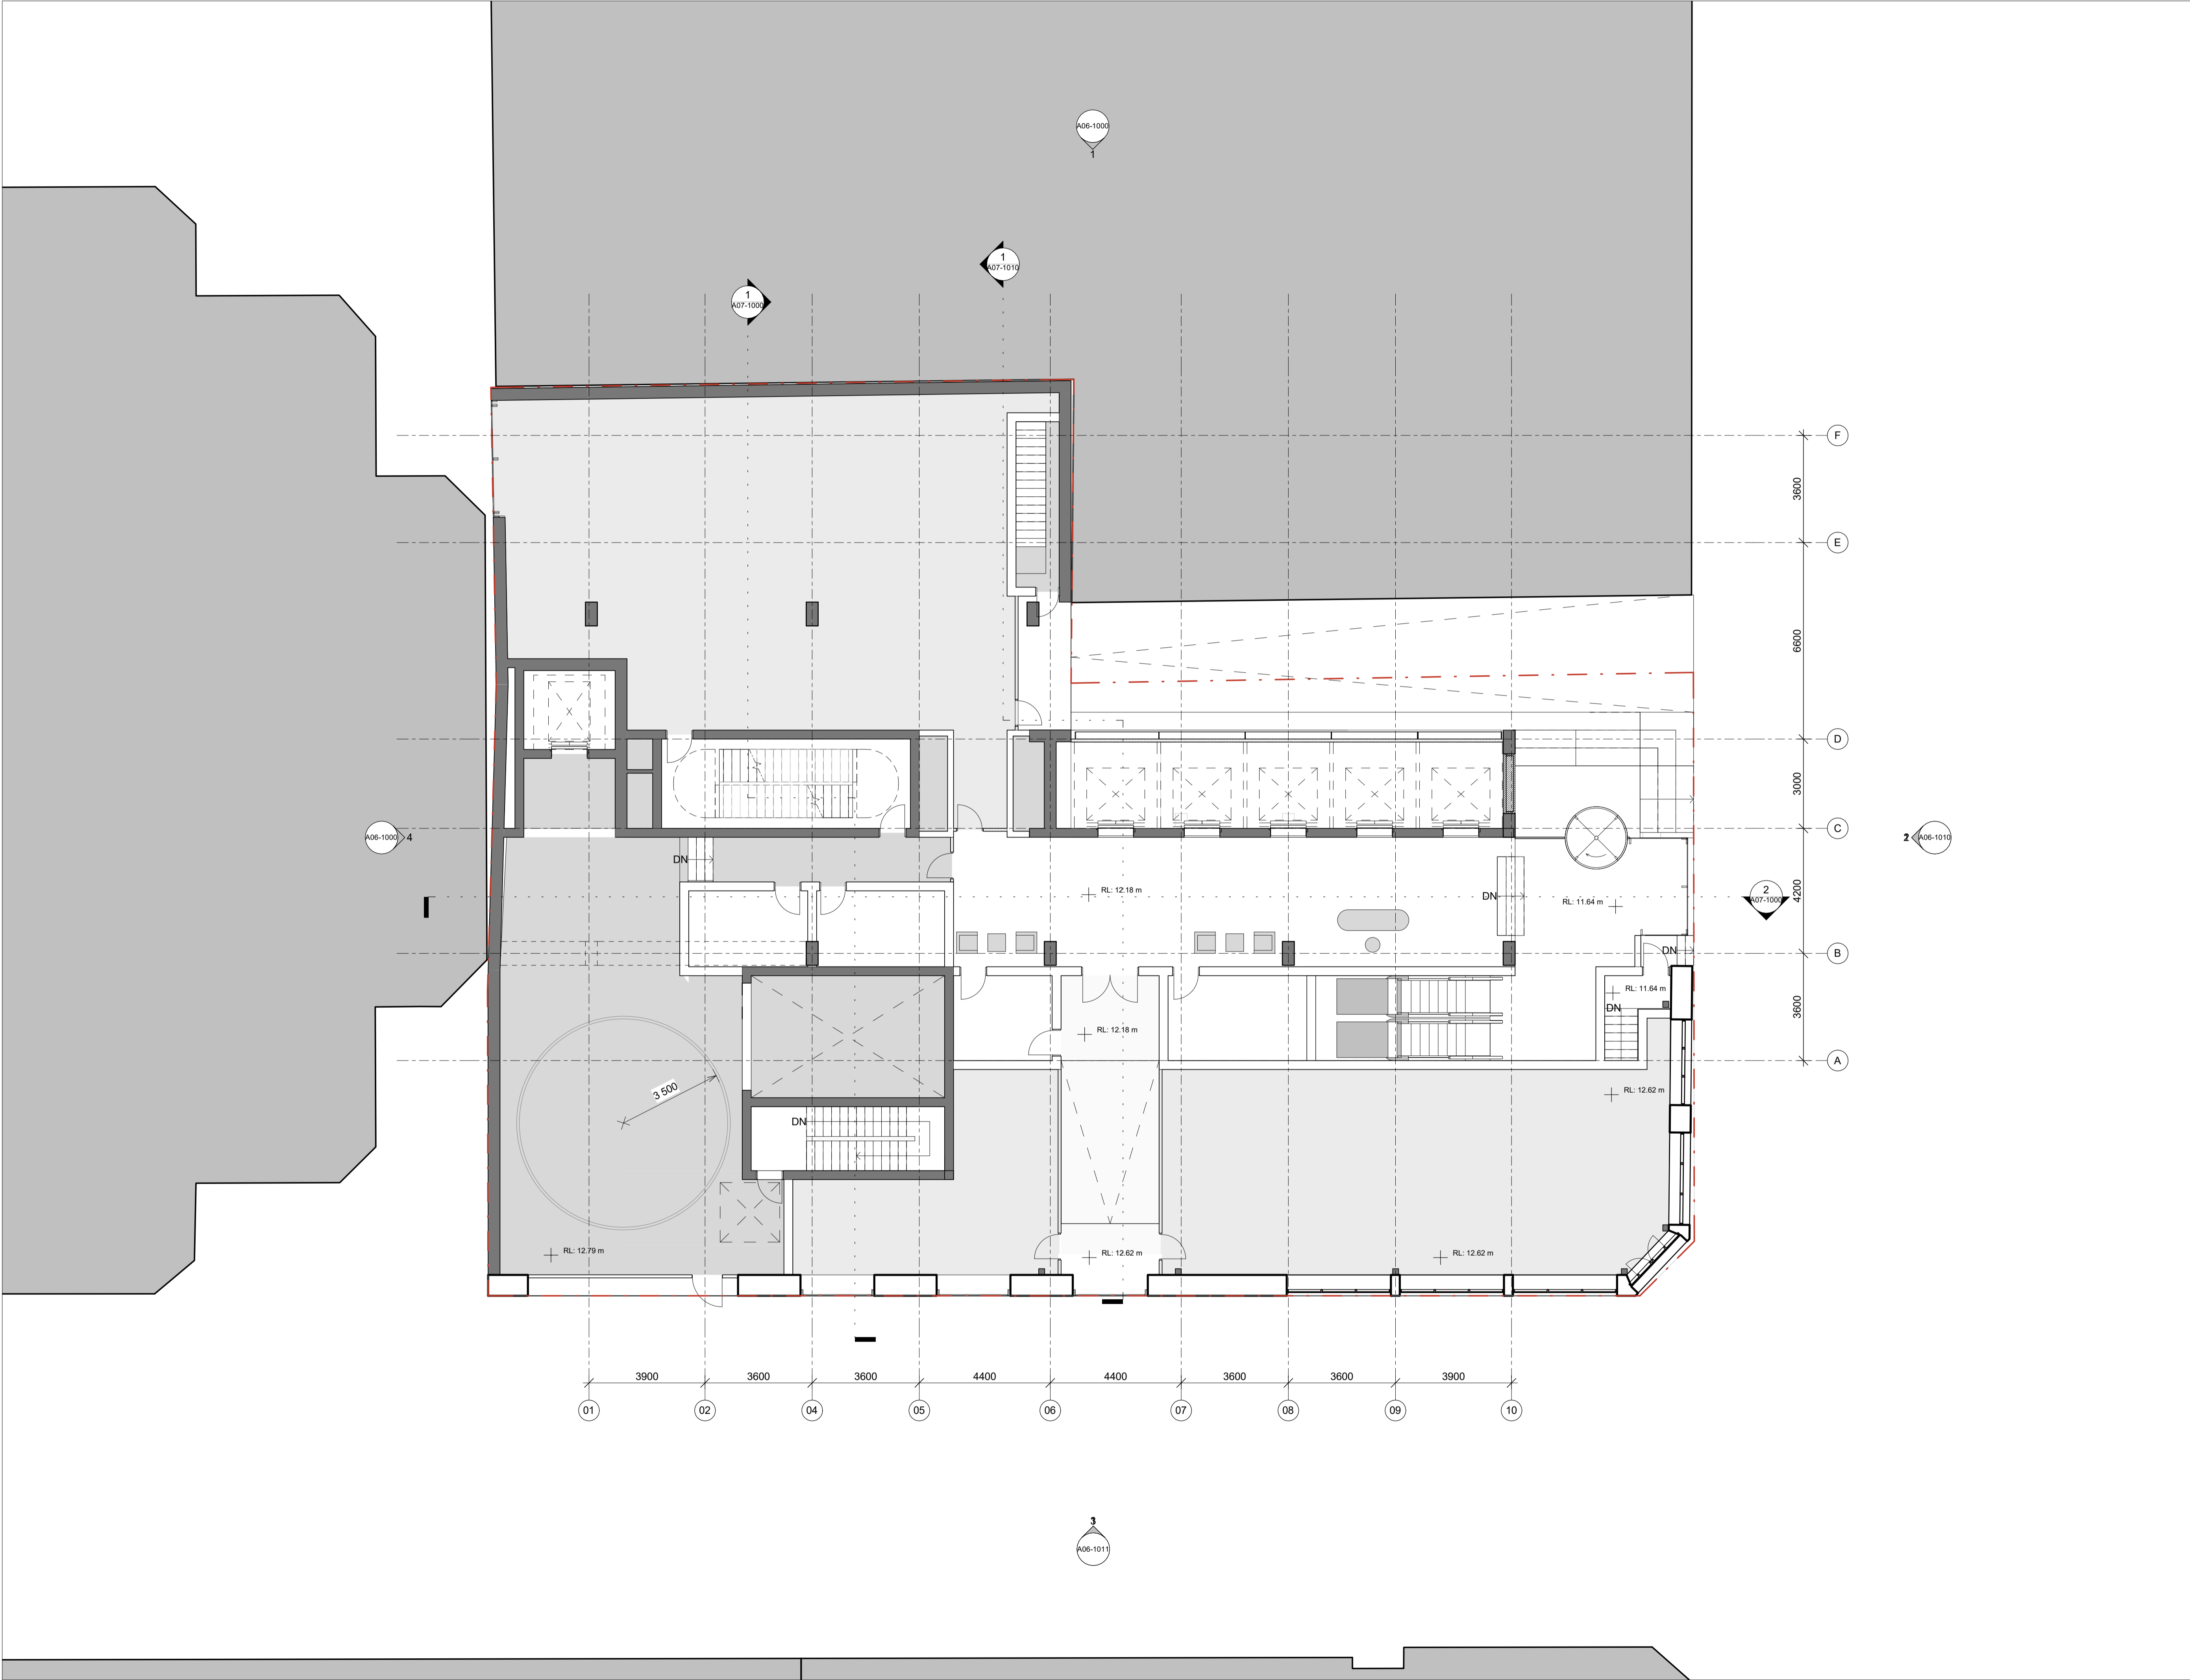 A06-1000
1
1
A07-1010
1
A07-1000
F
3600
E
6600
D
3000
C
A06-1000
4
2
A06-1010
DN
RL: 12.18 m
DN
RL: 11.64 m
2
A07-1000
4200
DN
B
RL: 11.64 m
DN
3600
RL: 12.18 m
A
3 500
RL: 12.62 m
DN
RL: 12.79 m
RL: 12.62 m
RL: 12.62 m
3900
3600
3600
4400
4400
3600
3600
3900
01
02
04
05
06
07
08
09
10
A06-1011